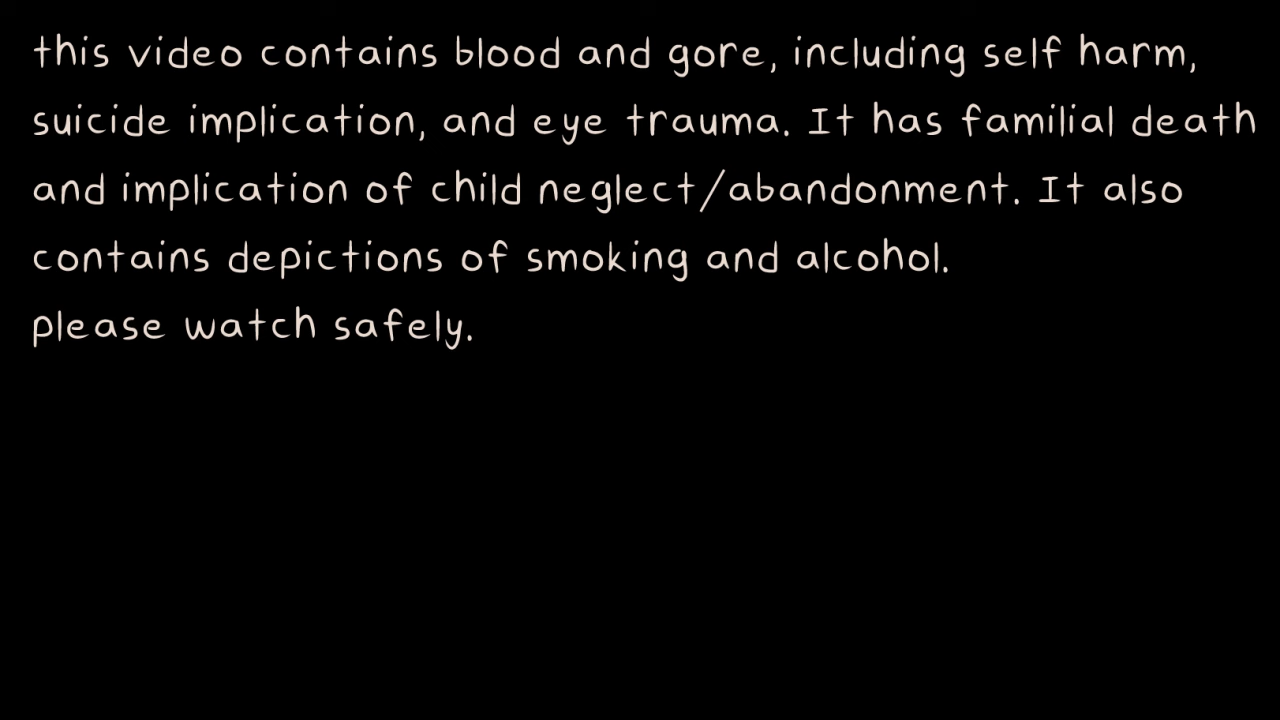 this video contains blood and gore, including self harm,
suicide implication, and eye trauma. It has familial death
and implication of child neglect/abandonment. It also
contains depictions of smoking and alcohol.
please watch safely.